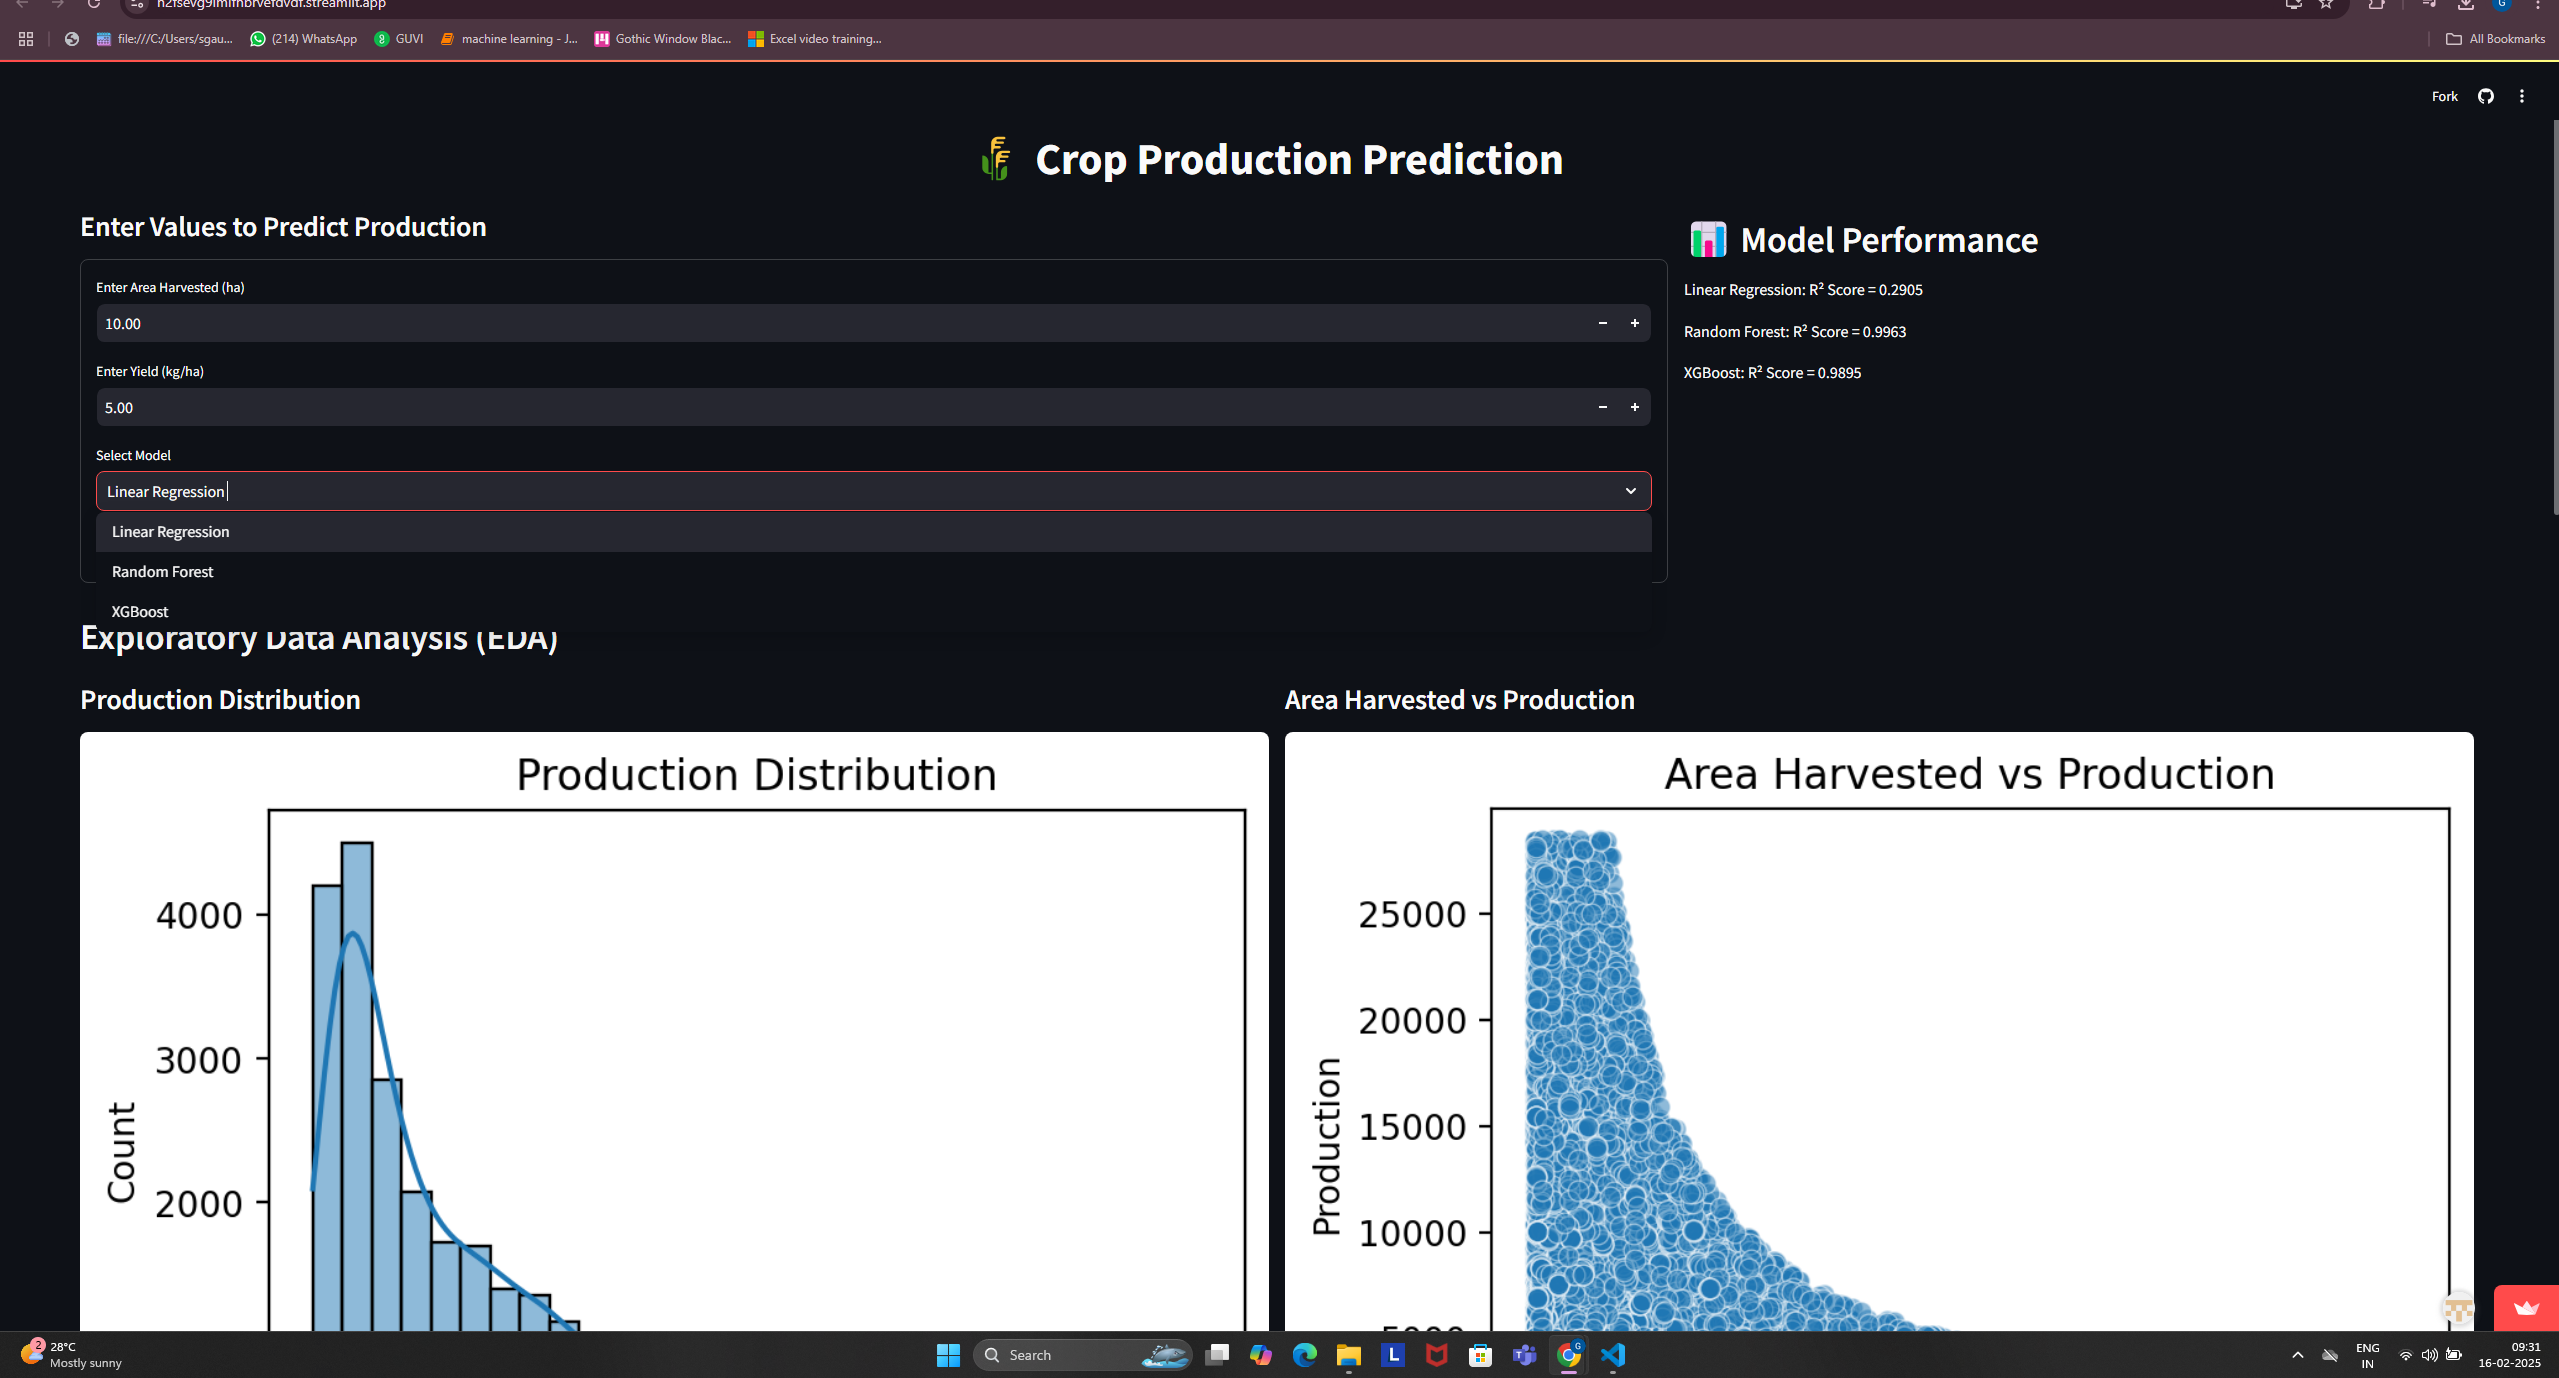 file:///C:/Users/sgau...
(214) WhatsApp
GUVI
machine learning - J...
Gothic Window Blac...
Excel video training...
All Bookmarks
Fork
Crop Production Prediction
Enter Values to Predict Production
Model Performance
Enter Area Harvested (ha)
Linear Regression: R² Score = 0.2905
10.00
Random Forest: R² Score = 0.9963
Enter Yield (kg/ha)
XGBoost: R² Score = 0.9895
5.00
Select Model
Linear Regression
Linear Regression
Random Forest
XGBoost
Exploratory Data Analysis (EDA)
Production Distribution
Area Harvested vs Production
Production Distribution
4000
3000
2000
Count
Area Harvested vs Production
25000
20000
15000
10000
5000
Production
2
28°C
Mostly sunny
Search
ENG
IN
09:31
16-02-2025